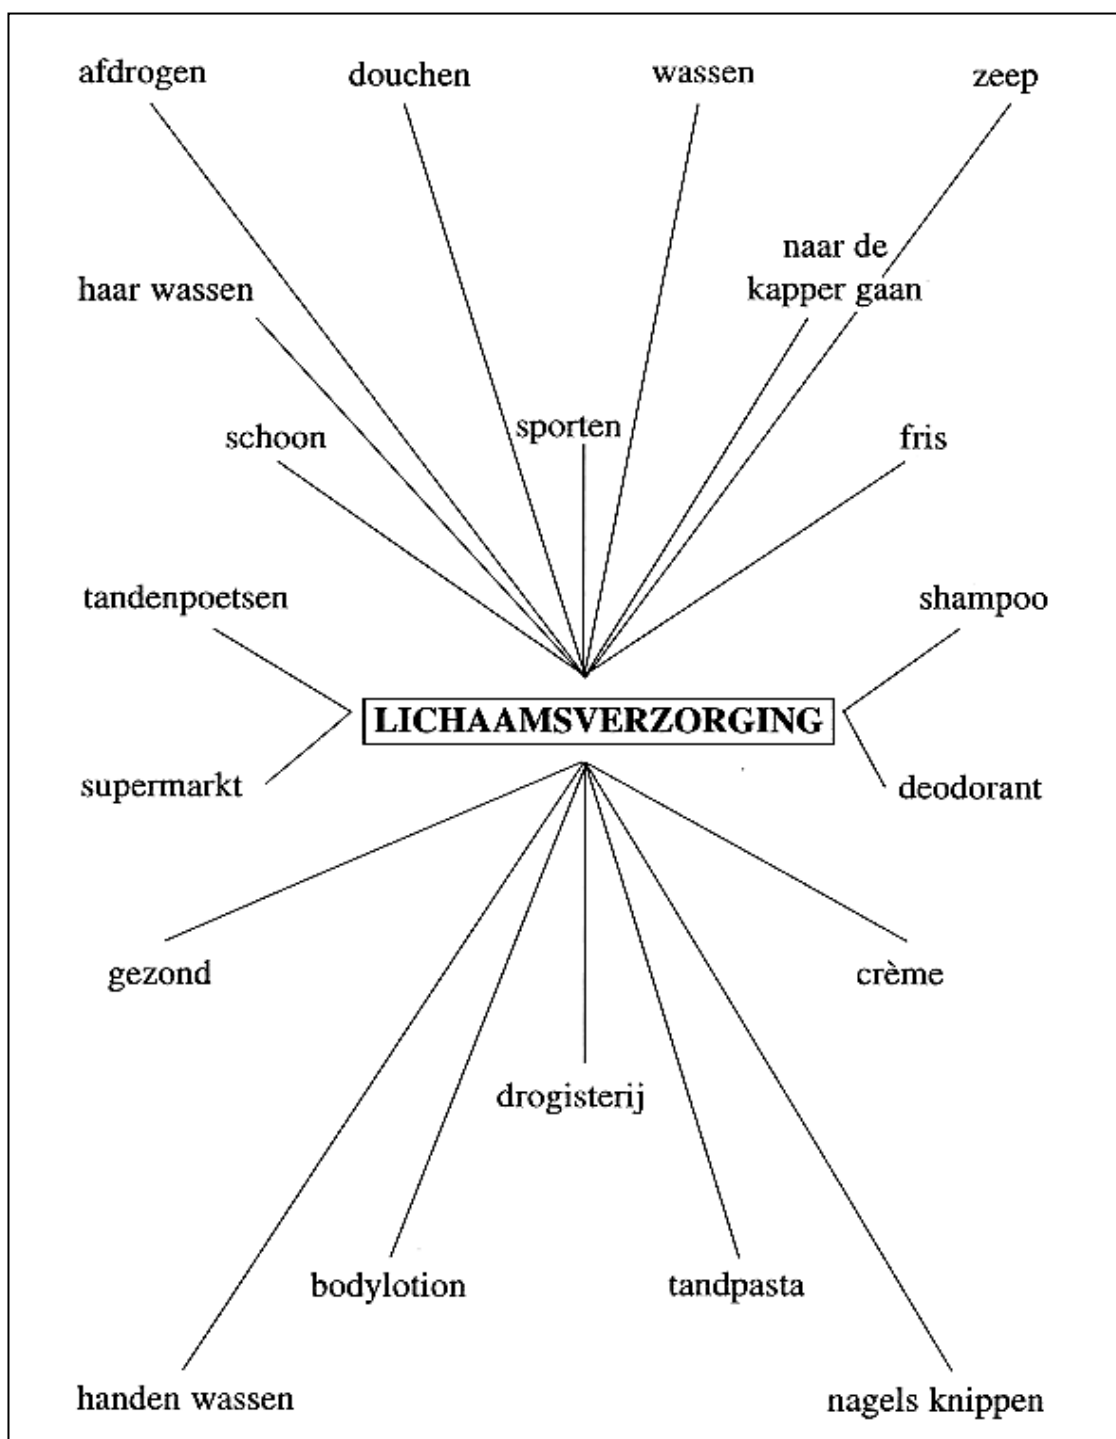 afdrogen douchen wassen zeep
naar de
haar wassen kapper gaan
sporten
schoon fris
tandenpoetsen shampoo
LICHAAMSVERZORGING
supermarkt deodorant
gezond crème
drogisterij
bodylotion tandpasta
handen wassen nagels knippen